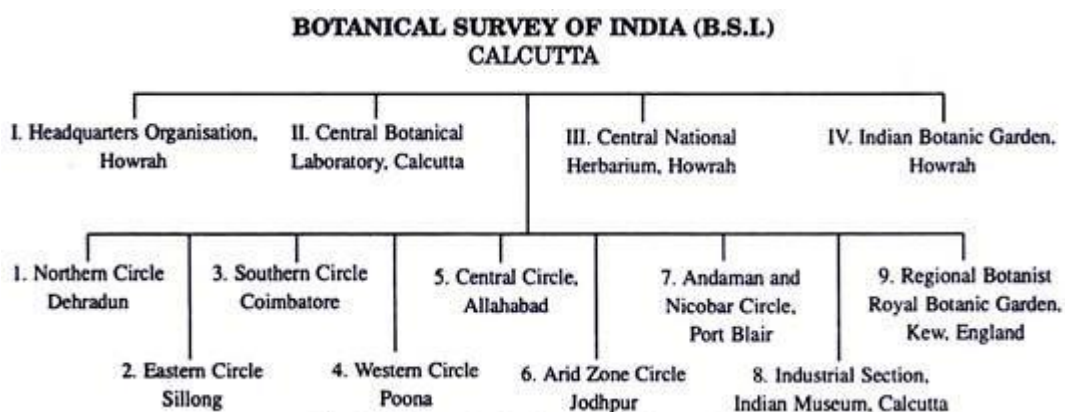 BOTANICAL SURVEY OF INDIA (B.S.I.)
CALCUTTA
I. Headquarters Organisation,
Howrah
II. Central Botanical
Laboratory, Calcutta
III. Central National
Herbarium, Howrah
IV. Indian Botanic Garden,
Howrah
1. Northern Circle
Dehradun
2. Eastern Circle
Sillong
3. Southern Circle
Coimbatore
4. Western Circle
Poona
5. Central Circle,
Allahabad
6. Arid Zone Circle
Jodhpur
7. Andaman and
Nicobar Circle,
Port Blair
8. Industrial Section,
Indian Museum, Calcutta
9. Regional Botanist
Royal Botanic Garden,
Kew, England